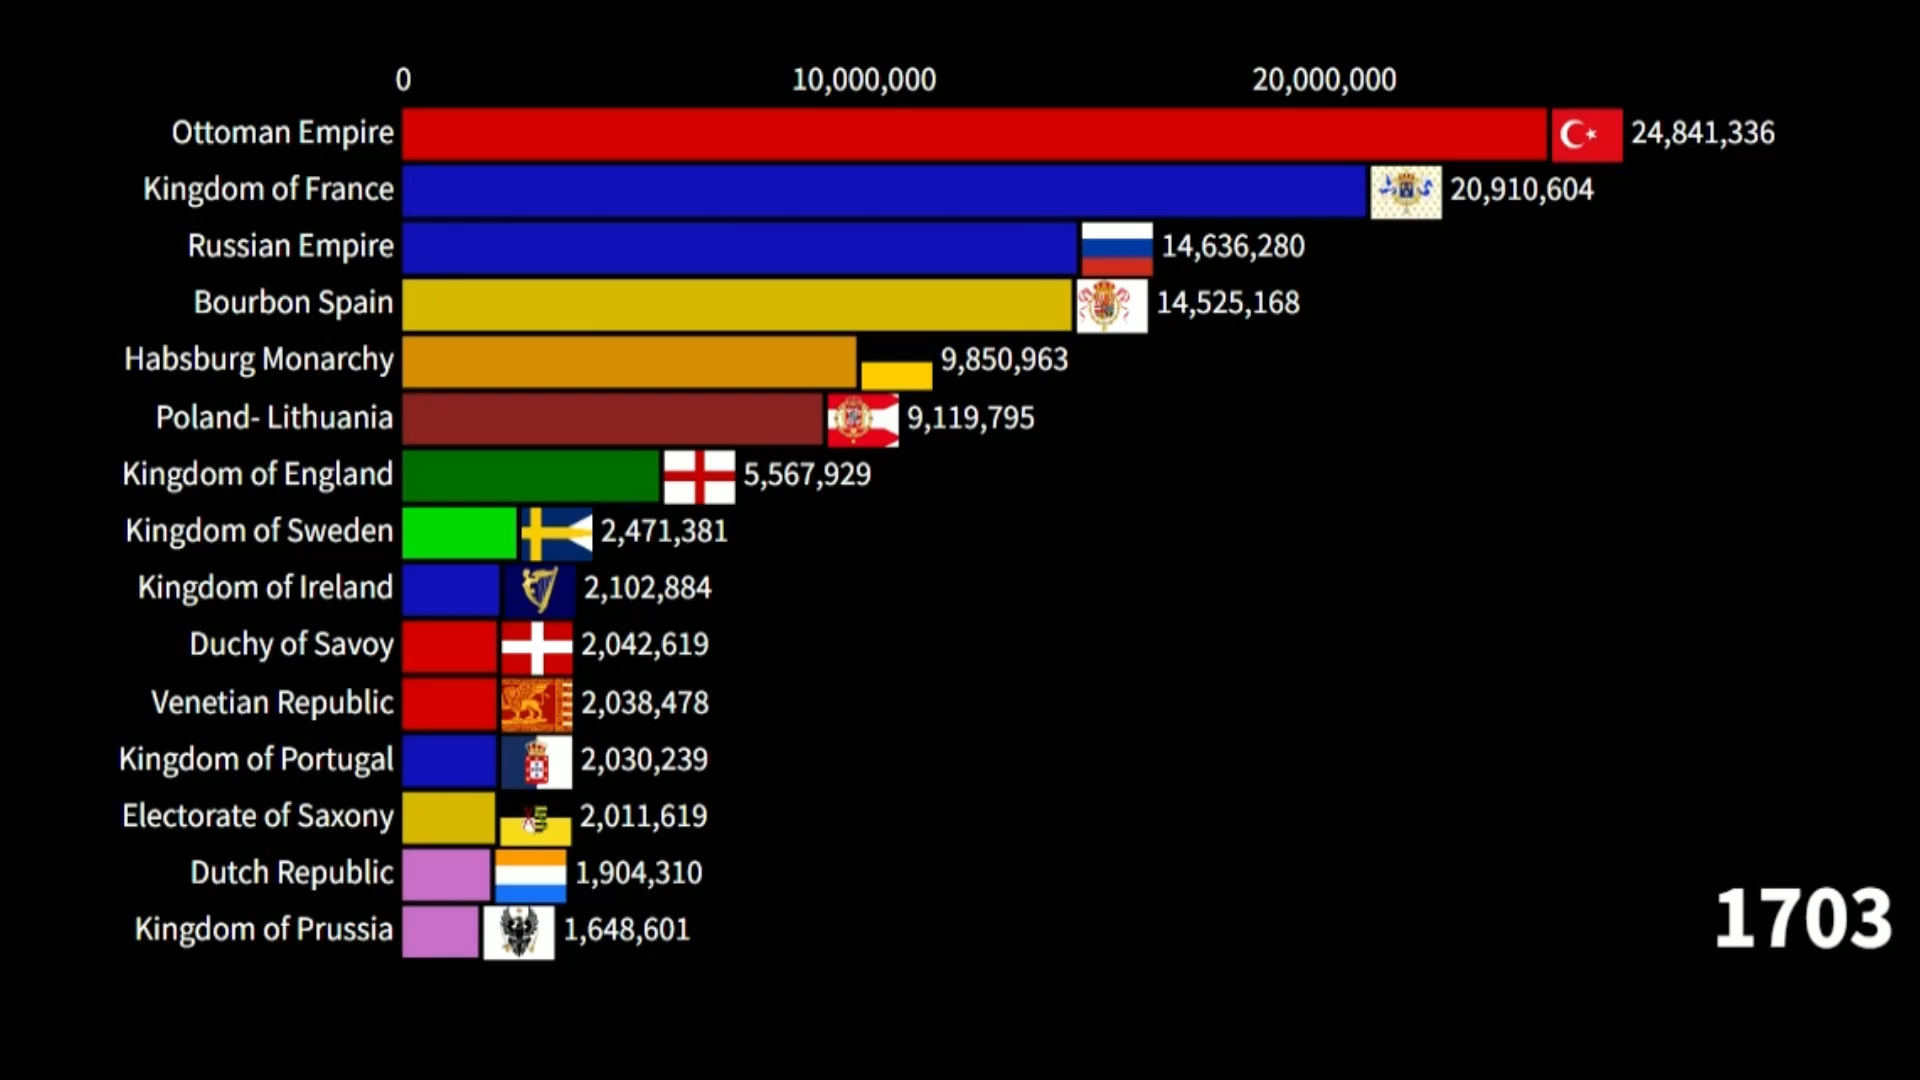 0 10,000,000 20,000,000
Ottoman Empire 24,841,336
Kingdom of France 20,910,604
Russian Empire 14,636,280
Bourbon Spain 14,525,168
Habsburg Monarchy 9,850,963
Poland- Lithuania 9,119,795
Kingdom of England 5,567,929
Kingdom of Sweden 2,471,381
Kingdom of Ireland 2,102,884
Duchy of Savoy 2,042,619
Venetian Republic 2,038,478
Kingdom of Portugal 2,030,239
Electorate of Saxony 2,011,619
Dutch Republic 1,904,310
Kingdom of Prussia 1,648,601
1703